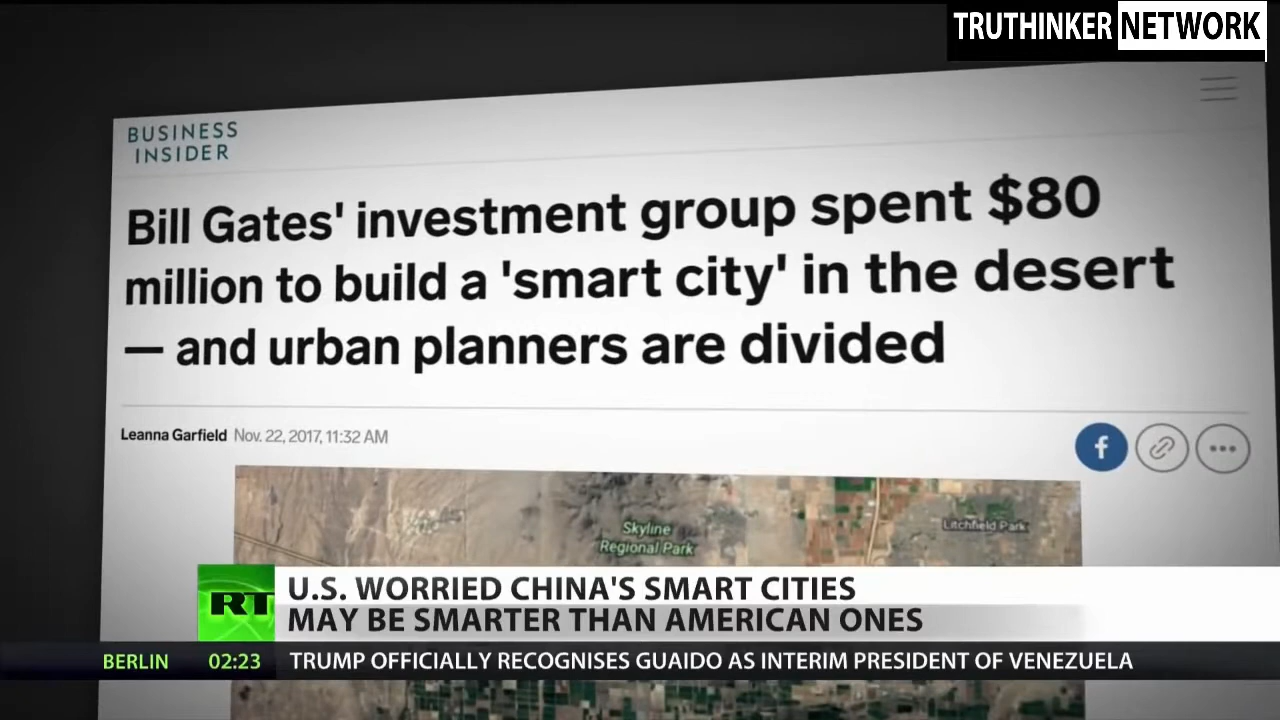 TRUTHINKER NETWORK
BUSINESS
INSIDER
Bill Gates' investment group spent $80
million to build a 'smart city' in the desert
— and urban planners are divided
Leanna Garfield Nov. 22, 2017, 11:32 AM
Skyline
Regional Park
Litchfield Park
RT
U.S. WORRIED CHINA'S SMART CITIES
MAY BE SMARTER THAN AMERICAN ONES
BERLIN 02:23 TRUMP OFFICIALLY RECOGNISES GUAIDO AS INTERIM PRESIDENT OF VENEZUELA